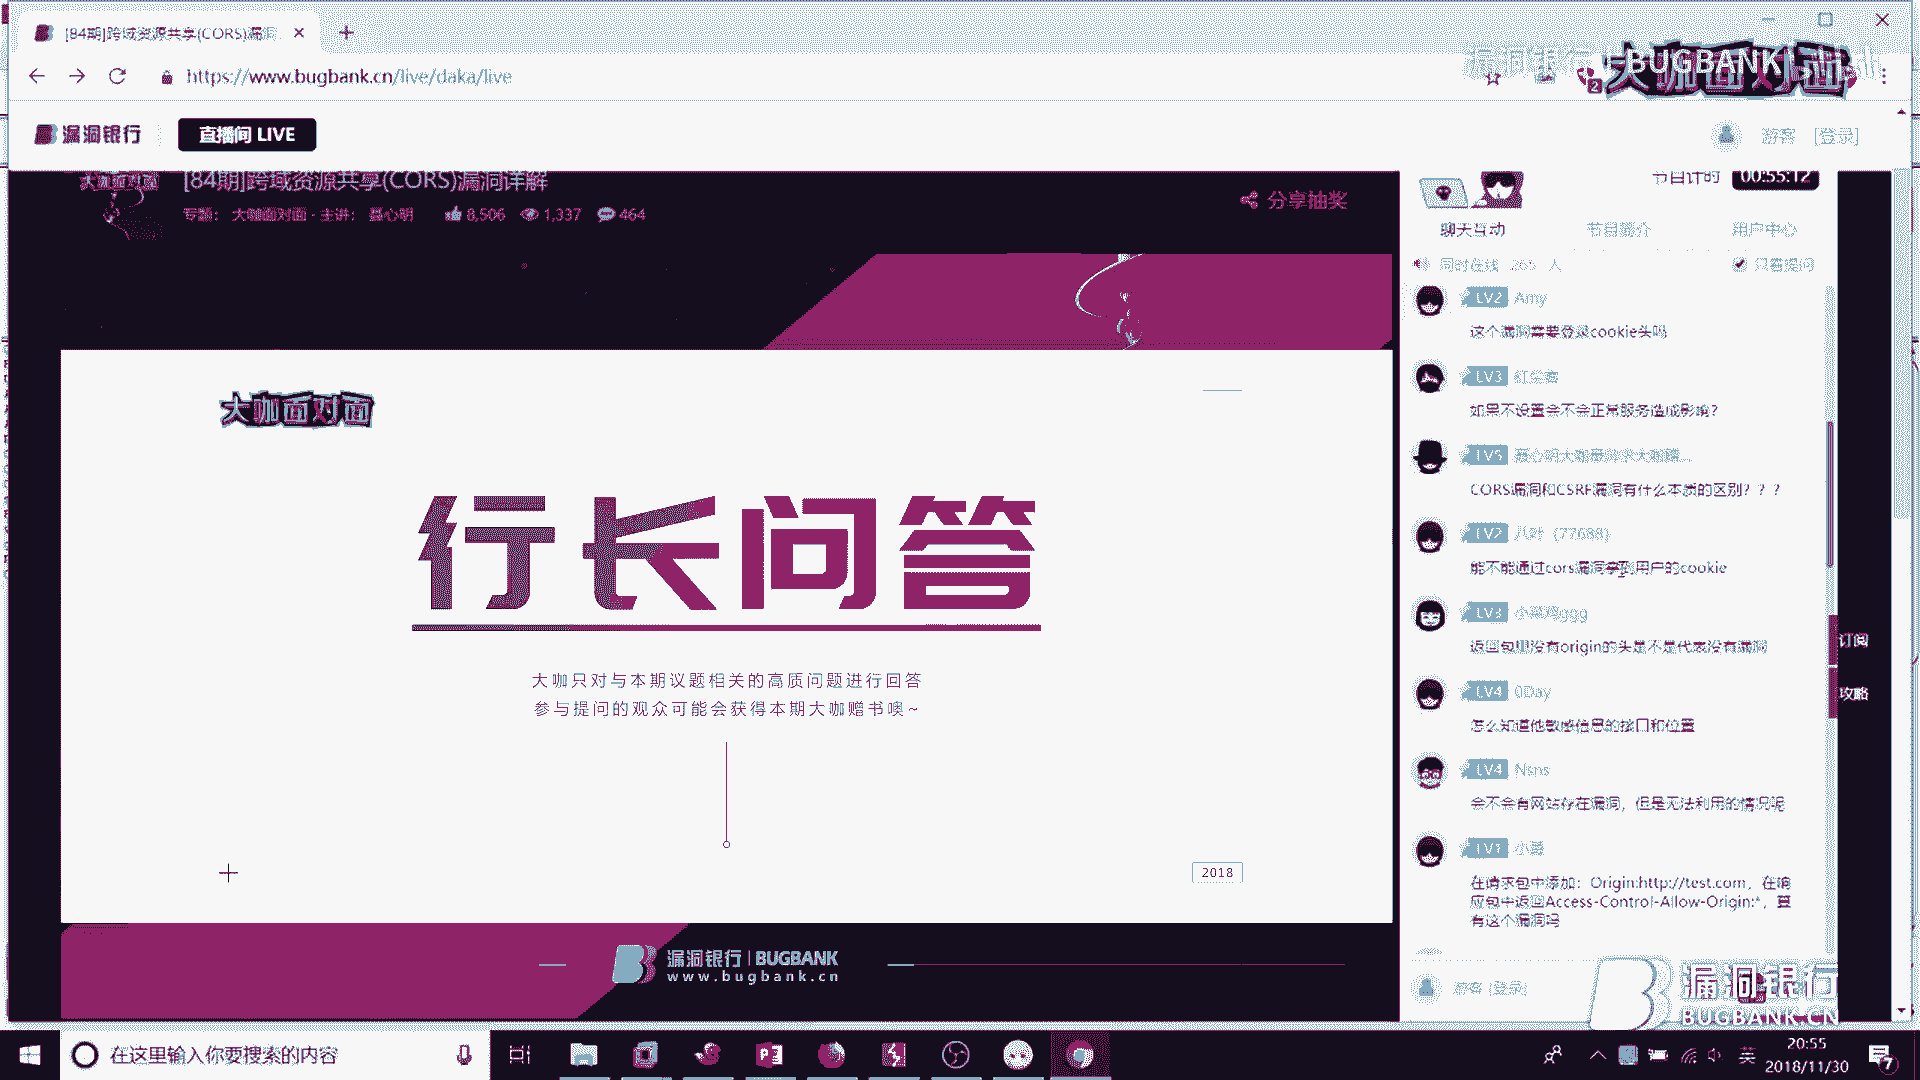 [84期]跨域资源共享(CORS)漏洞
https://www.bugbank.cn/live/daka/live
漏洞银行 BUGBANK
大咖面对面
漏洞银行
直播间 LIVE
游客 [登录]
大咖面对面
[84期]跨域资源共享(CORS)漏洞详解
专题： 大咖面对面 - 主讲： 聂心明 8,506 1,337 464
分享抽奖
节目计时 00:55:12
聊天互动 节目简介 用户中心
同时在线 265 人 只看提问
LV2 Amy
这个漏洞需要登录cookie头吗
LV3
如果不设置会不会正常服务造成影响?
LV5
CORS漏洞和CSRF漏洞有什么本质的区别? ? ?
LV2 (77688)
能不能通过cors漏洞拿到用户的cookie
LV3 小菜鸡ggg
返回包里没有origin的头是不是代表没有漏洞
LV4 0Day
怎么知道他敏感信息的接口和位置
LV4 Nsns
会不会有网站存在漏洞，但是无法利用的情况呢
LV1
在请求包中添加：Origin:http://test.com，在响
应包中返回Access-Control-Allow-Origin:*，算
有这个漏洞吗
游客 [登录]
订阅
攻略
大咖面对面
行长问答
大咖只对与本期议题相关的高质问题进行回答
参与提问的观众可能会获得本期大咖赠书噢~
2018
漏洞银行 | BUGBANK
www.bugbank.cn
漏洞银行
BUGBANK.CN
在这里输入你要搜索的内容
英
20:55
2018/11/30
7